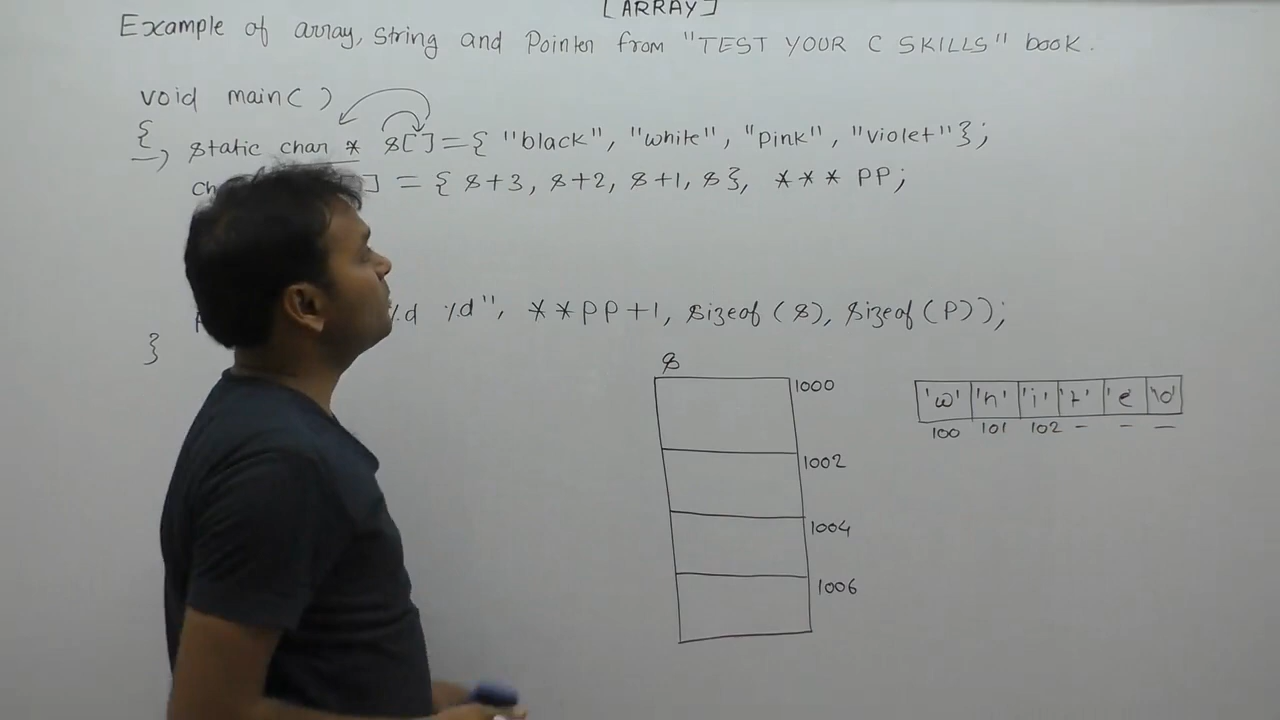 [ARRAY]
Example of array, string and Pointer from "TEST YOUR C SKILLS" book.
void main( )
{
static char * s[] = { "black", "white", "pink", "violet" };
ch ] = { s+3, s+2, s+1, s}, *** PP;
%d %d", **PP+1, sizeof(s), sizeof(P));
}
s
1000
1002
1004
1006
'w' 'h' 'i' 't' 'e' '\0'
100 101 102 - - -